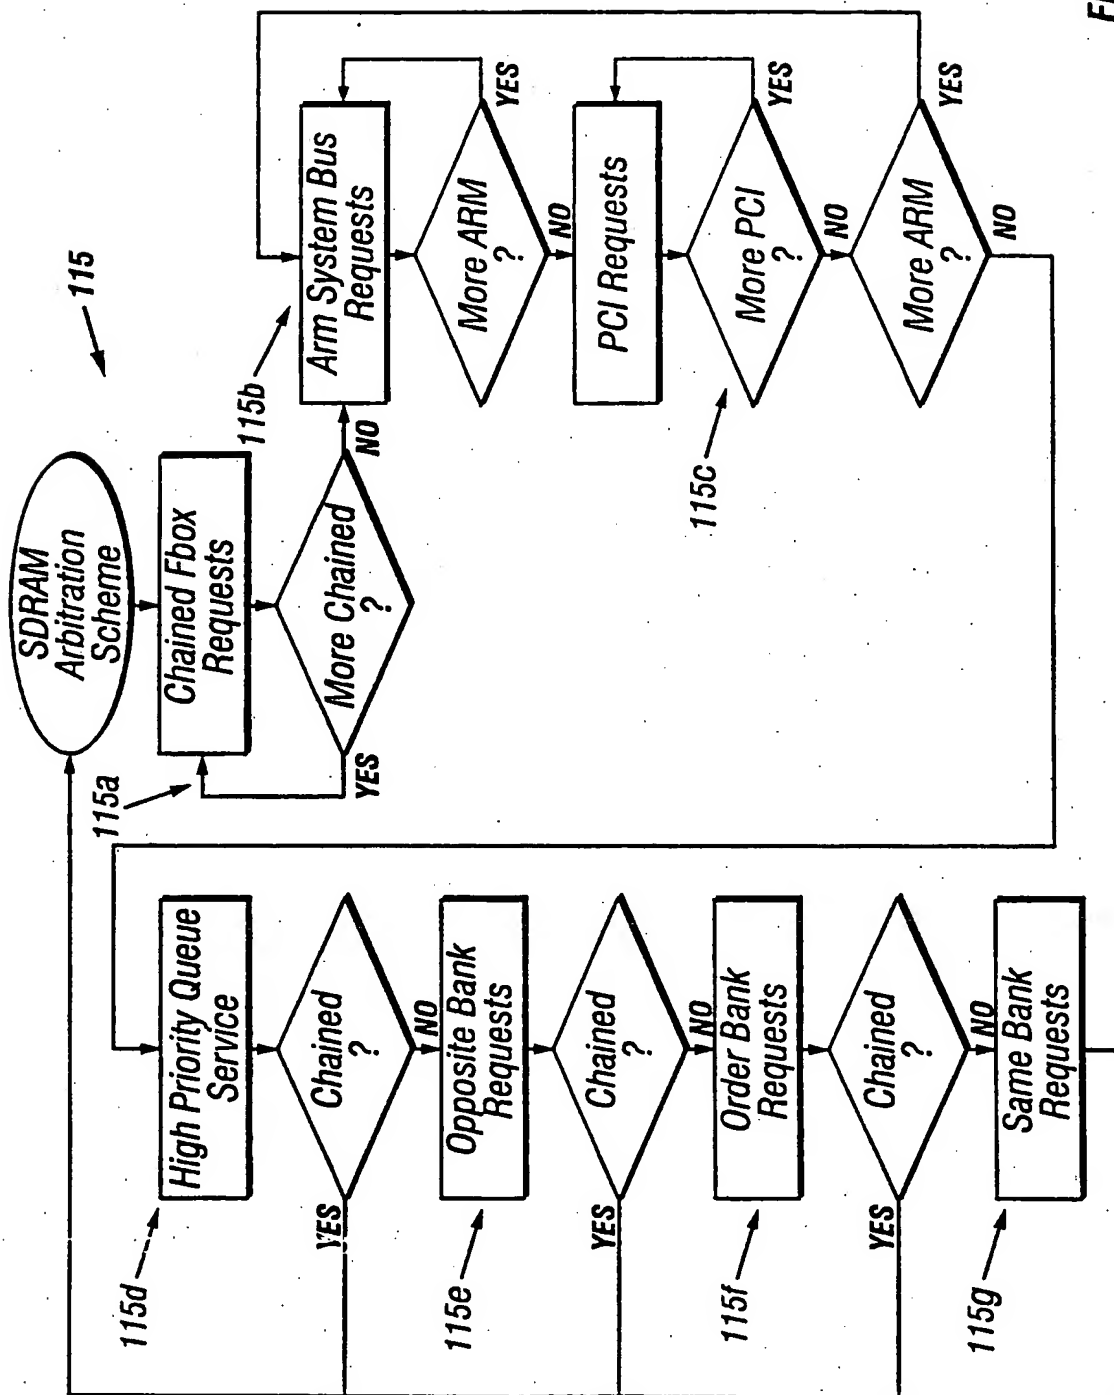 SDRAM
Arbitration
Scheme
115
115a
Chained Fbox
Requests
More Chained
?
YES
NO
115b
Arm System Bus
Requests
More ARM
?
YES
NO
PCI Requests
115c
More PCI
?
YES
NO
More ARM
?
YES
NO
115d
High Priority Queue
Service
Chained
?
YES
NO
115e
Opposite Bank
Requests
Chained
?
YES
NO
115f
Order Bank
Requests
Chained
?
YES
NO
115g
Same Bank
Requests